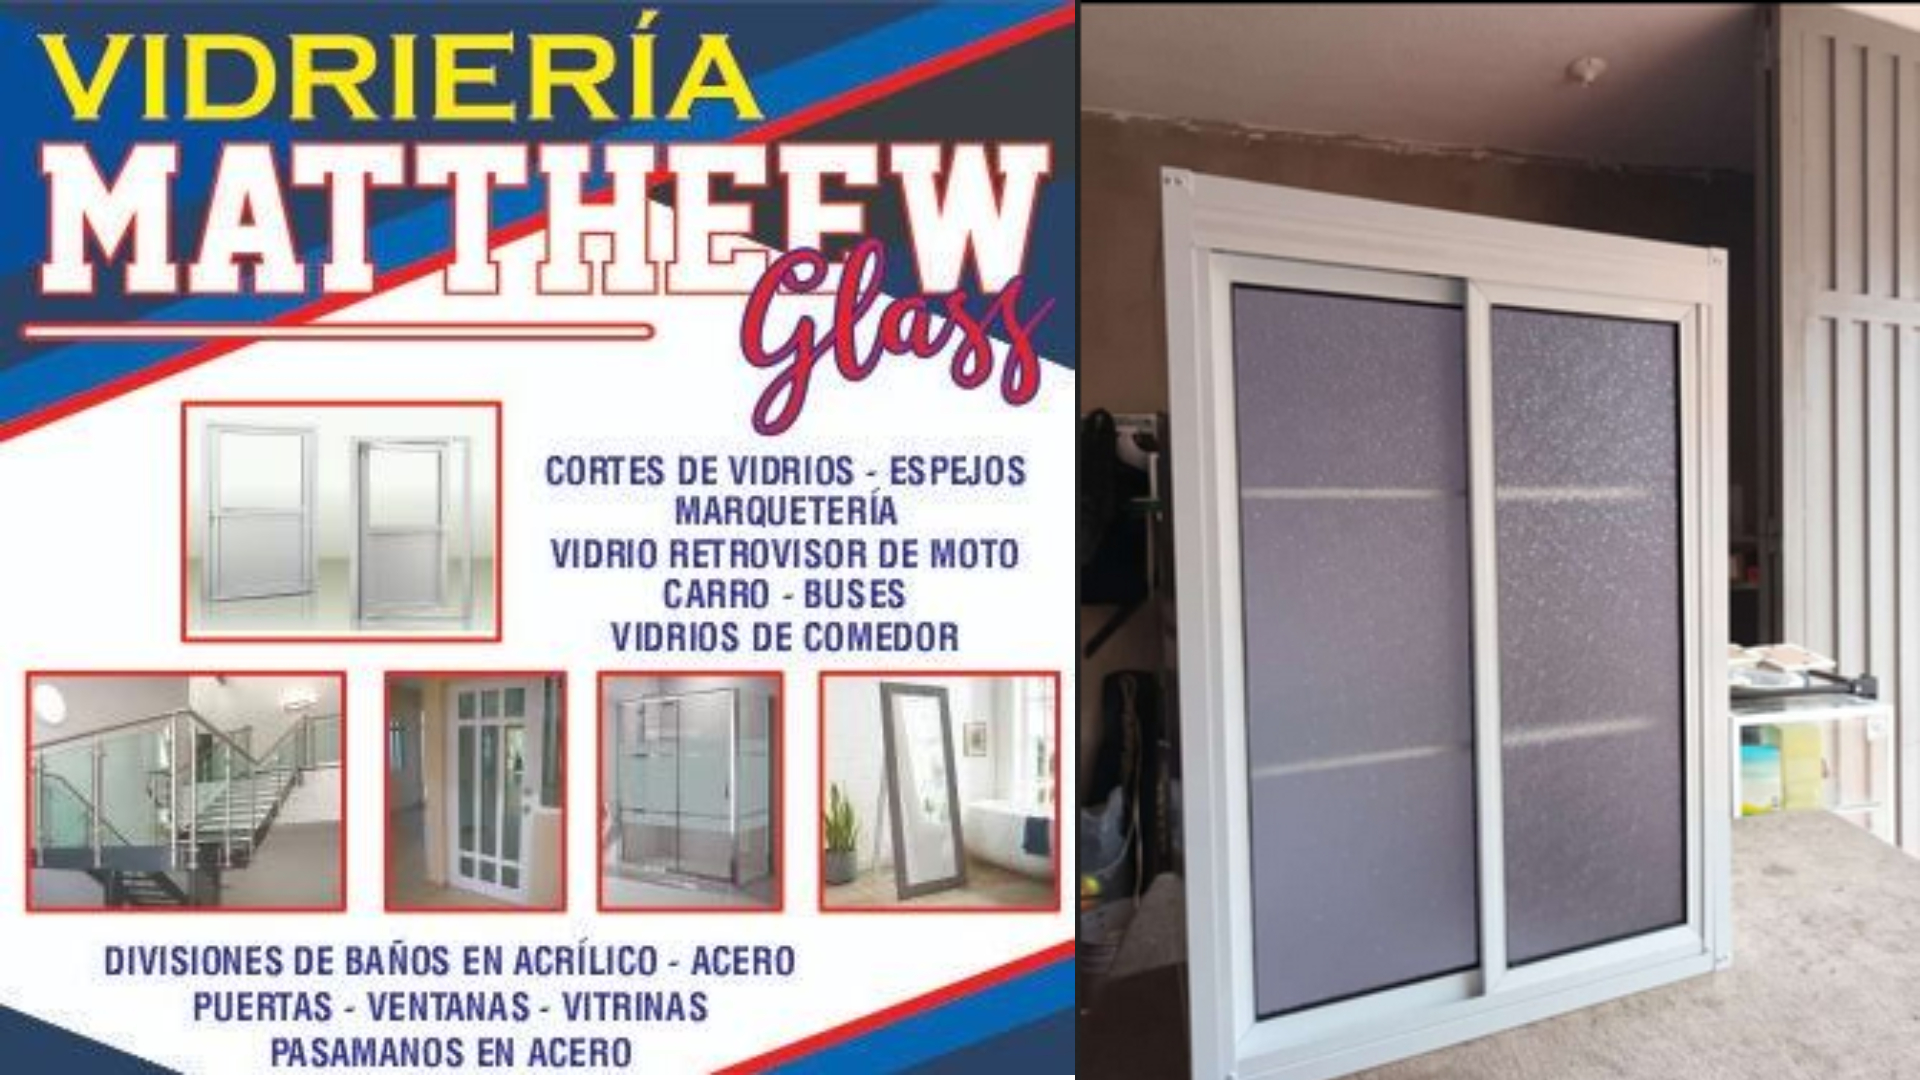 VIDRIERÍA
MATTHEEW
Glass
CORTES DE VIDRIOS - ESPEJOS
MARQUETERÍA
VIDRIO RETROVISOR DE MOTO
CARRO - BUSES
VIDRIOS DE COMEDOR
DIVISIONES DE BAÑOS EN ACRÍLICO - ACERO
PUERTAS - VENTANAS - VITRINAS
PASAMANOS EN ACERO